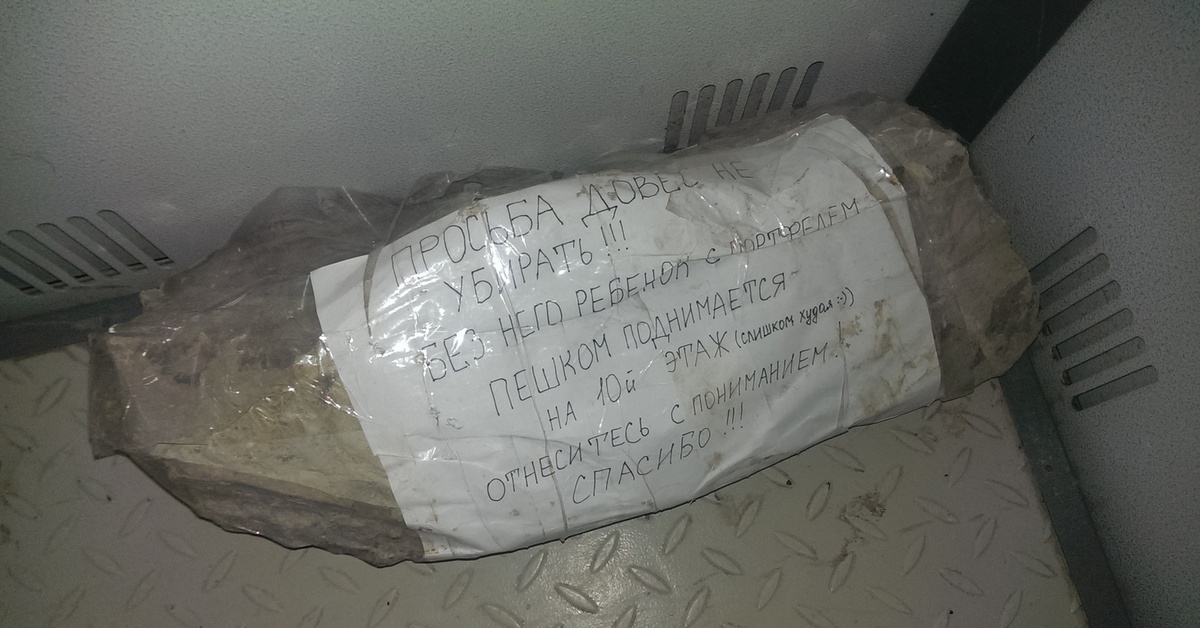 ПРОСЬБА ДОВЕС НЕ
УБИРАТЬ!!!
БЕЗ НЕГО РЕБЕНОК С ПОРТФЕЛЕМ
ПЕШКОМ ПОДНИМАЕТСЯ
НА 10й ЭТАЖ (слишком худая :))
ОТНЕСИТЕСЬ С ПОНИМАНИЕМ!
СПАСИБО!!!